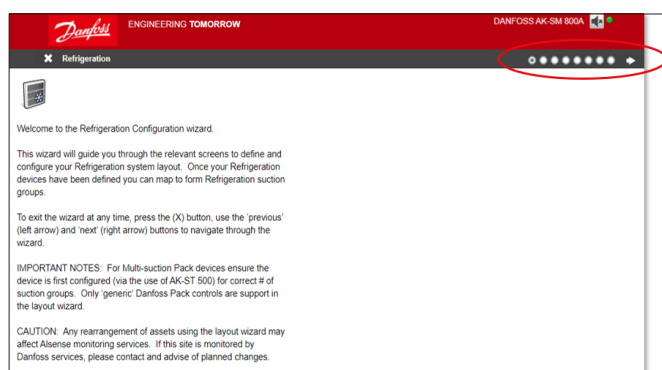 Danfoss
ENGINEERING TOMORROW
DANFOSS AK-SM 800A
Refrigeration
Welcome to the Refrigeration Configuration wizard.
This wizard will guide you through the relevant screens to define and
configure your Refrigeration system layout. Once your Refrigeration
devices have been defined you can map to form Refrigeration suction
groups.
To exit the wizard at any time, press the (X) button, use the 'previous'
(left arrow) and 'next' (right arrow) buttons to navigate through the
wizard.
IMPORTANT NOTES: For Multi-suction Pack devices ensure the
device is first configured (via the use of AK-ST 500) for correct # of
suction groups. Only 'generic' Danfoss Pack controls are support in
the layout wizard.
CAUTION: Any rearrangement of assets using the layout wizard may
affect Alsense monitoring services. If this site is monitored by
Danfoss services, please contact and advise of planned changes.